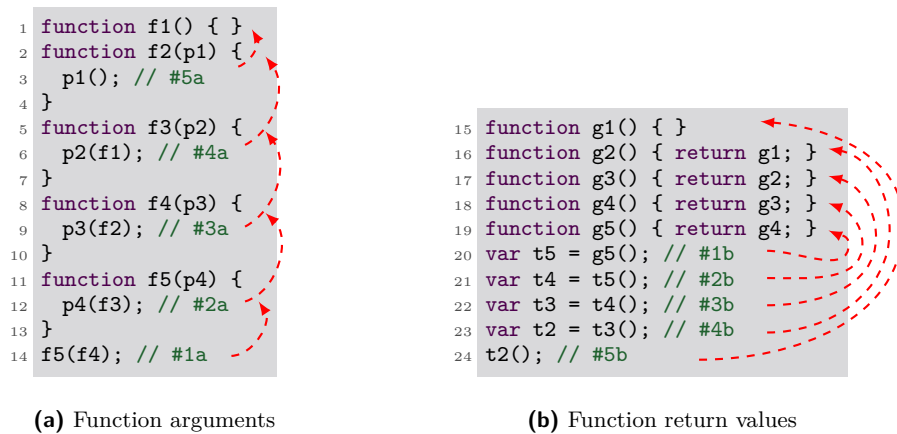 1 function f1() { }
2 function f2(p1) {
3 p1(); // #5a
4 }
5 function f3(p2) {
6 p2(f1); // #4a
7 }
8 function f4(p3) {
9 p3(f2); // #3a
10 }
11 function f5(p4) {
12 p4(f3); // #2a
13 }
14 f5(f4); // #1a
(a) Function arguments
15 function g1() { }
16 function g2() { return g1; }
17 function g3() { return g2; }
18 function g4() { return g3; }
19 function g5() { return g4; }
20 var t5 = g5(); // #1b
21 var t4 = t5(); // #2b
22 var t3 = t4(); // #3b
23 var t2 = t3(); // #4b
24 t2(); // #5b
(b) Function return values